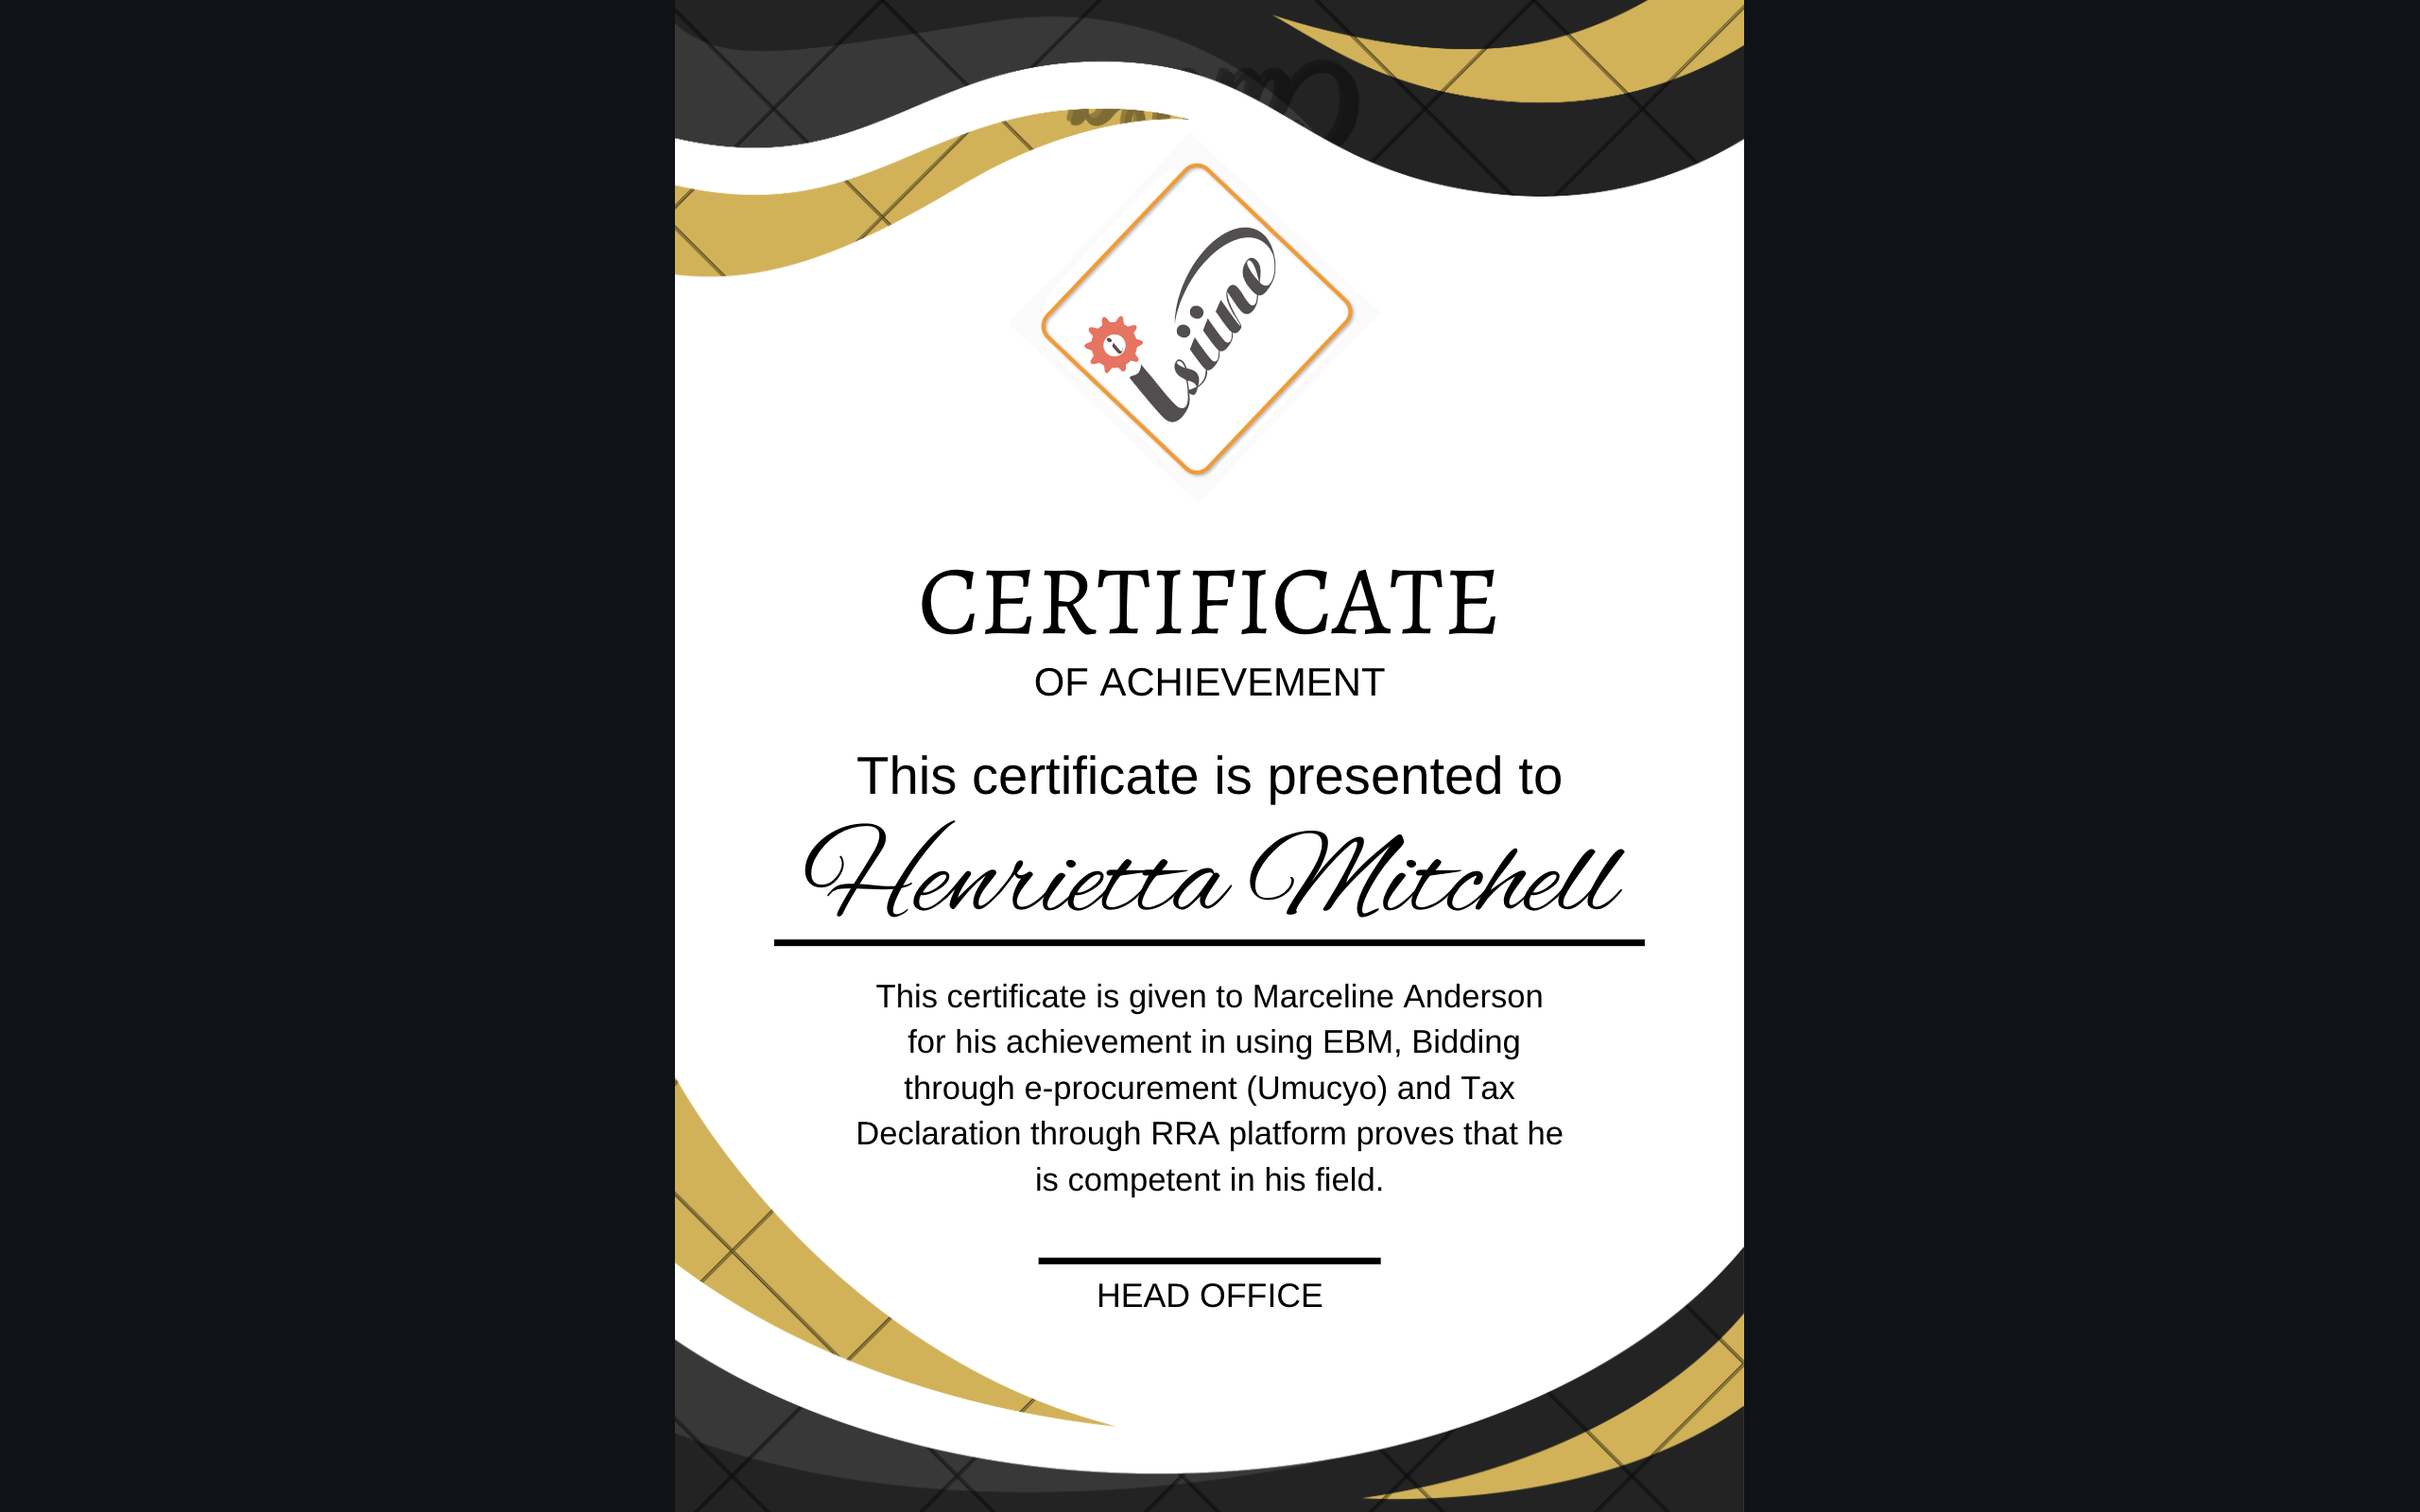 Isiino
CERTIFICATE
OF ACHIEVEMENT
This certificate is presented to
Henrietta Mitchell
This certificate is given to Marceline Anderson
for his achievement in using EBM, Bidding
through e-procurement (Umucyo) and Tax
Declaration through RRA platform proves that he
is competent in his field.
HEAD OFFICE